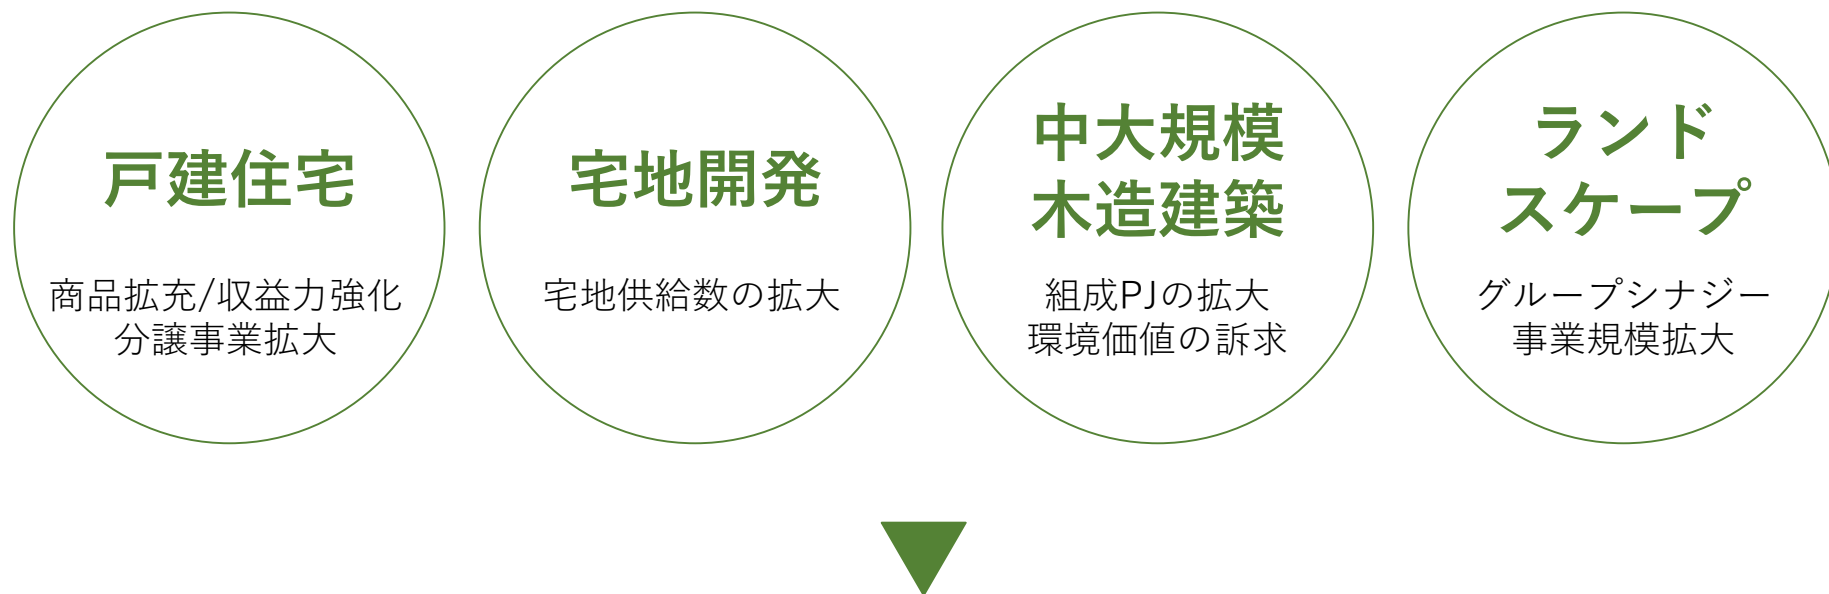 戸建住宅
商品拡充/収益力強化
分譲事業拡大
宅地開発
宅地供給数の拡大
中大規模
木造建築
組成PJの拡大
環境価値の訴求
ランド
スケープ
グループシナジー
事業規模拡大